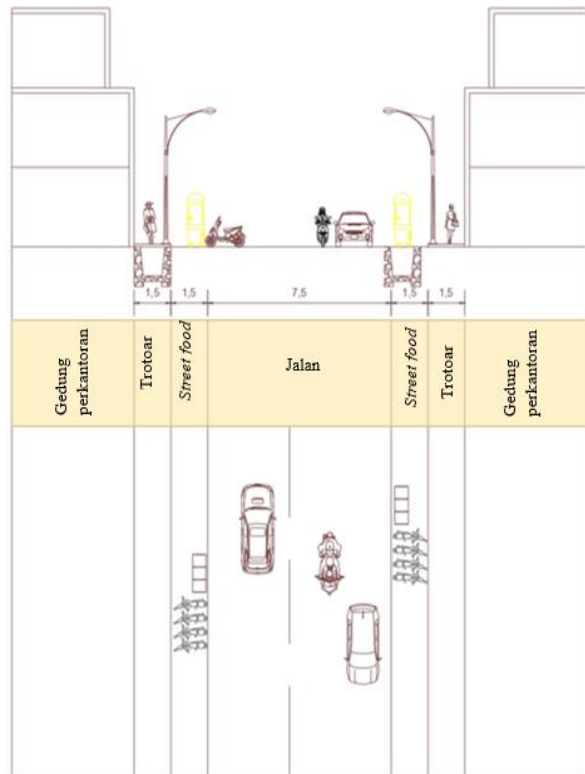 1,5 1,5 7,5 1,5 1,5
Gedung
perkantoran
Trotoar
Street food
Jalan
Street food
Trotoar
Gedung
perkantoran